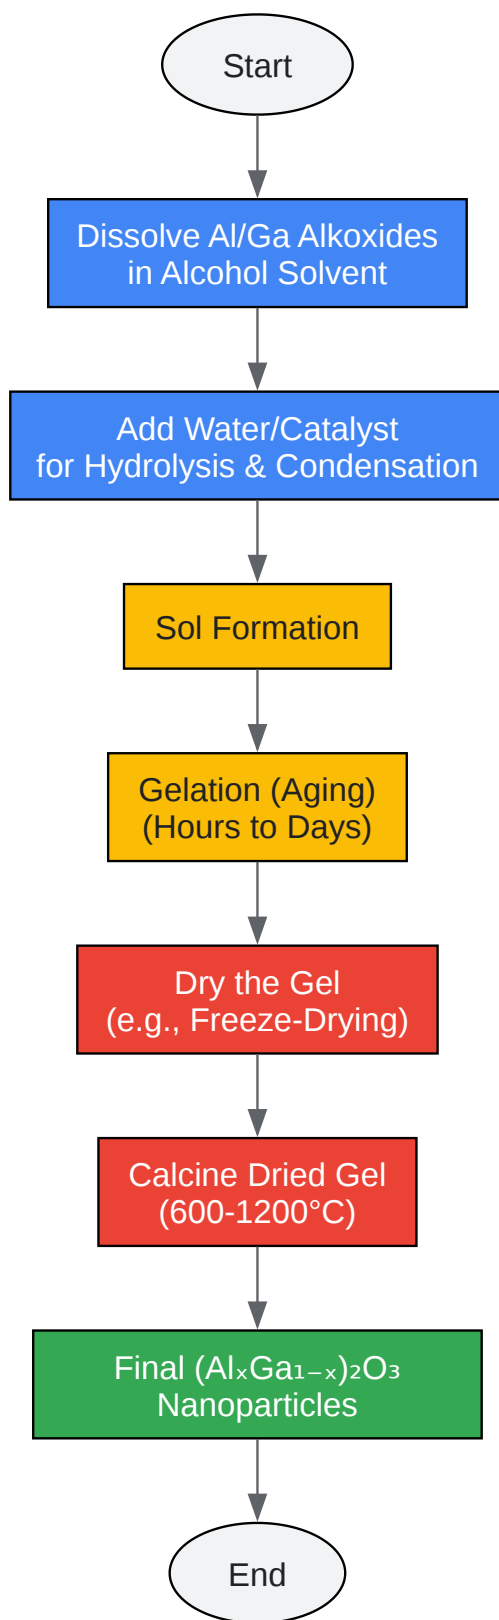 Start
Dissolve Al/Ga Alkoxides
in Alcohol Solvent
Add Water/Catalyst
for Hydrolysis & Condensation
Sol Formation
Gelation (Aging)
(Hours to Days)
Dry the Gel
(e.g., Freeze-Drying)
Calcine Dried Gel
(600-1200°C)
Final (AlₓGa₁₋ₓ)₂O₃
Nanoparticles
End